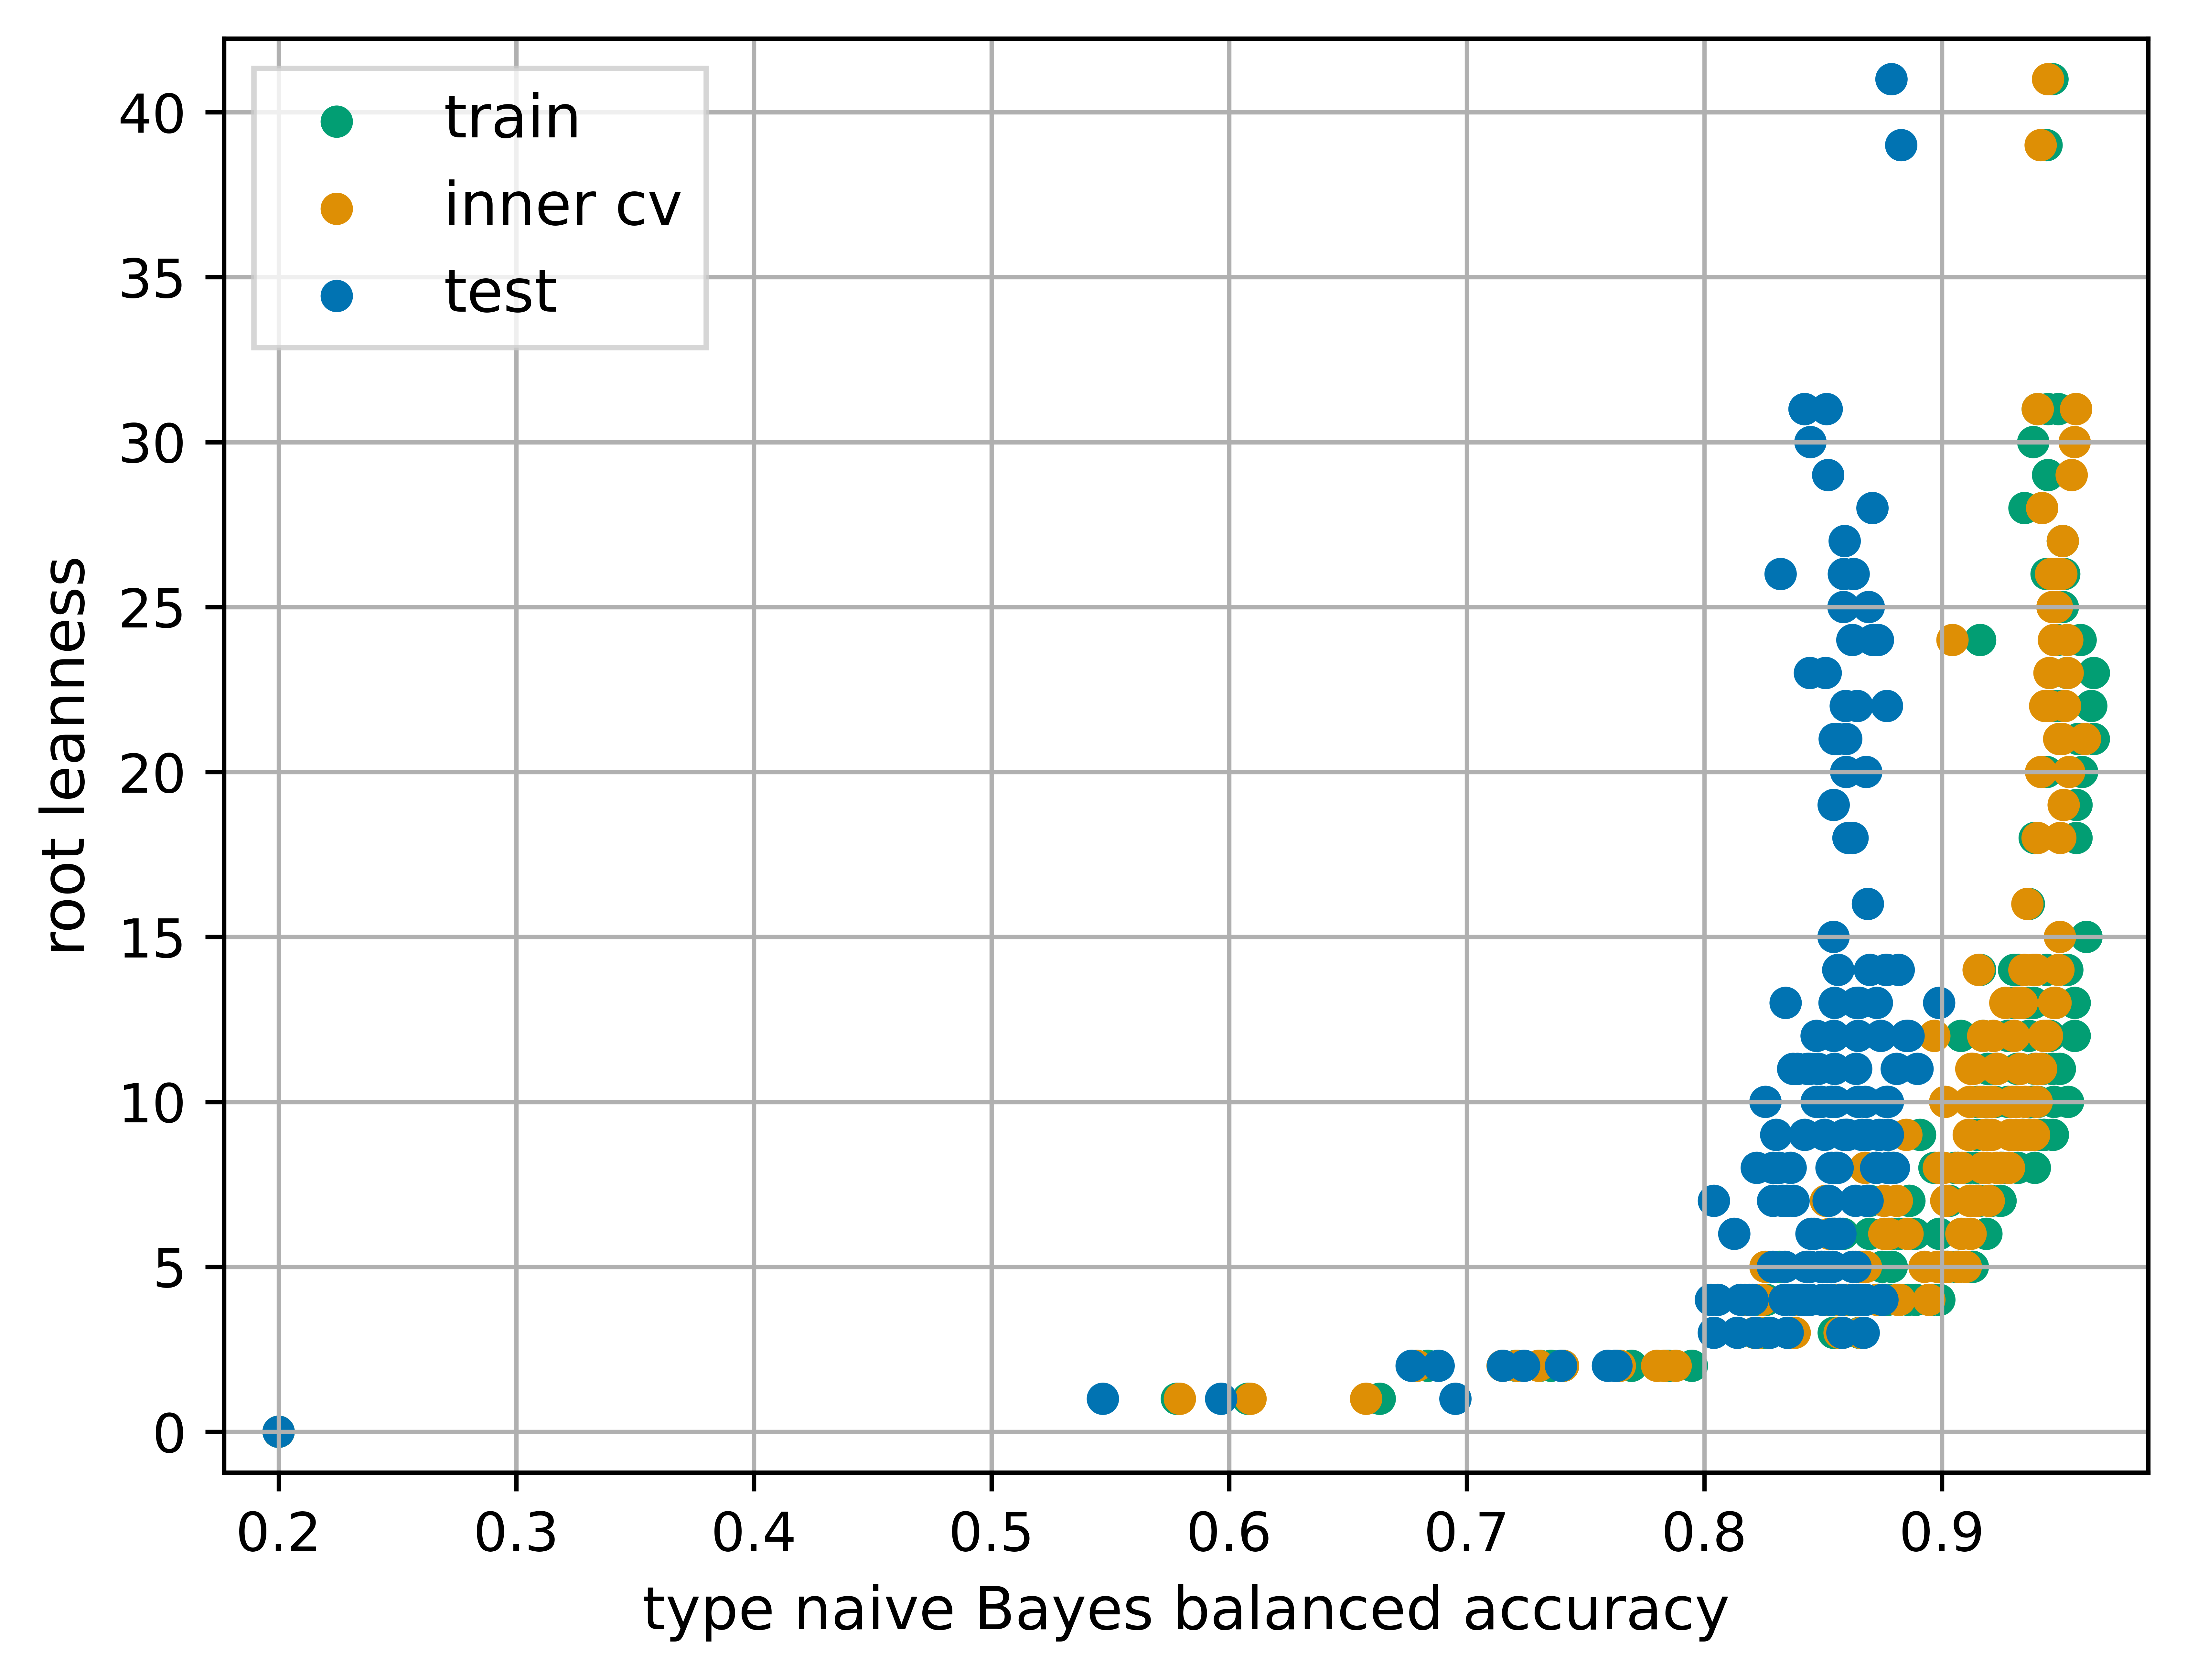 train
inner cv
test
40
35
30
25
20
15
10
5
0
root leanness
0.2 0.3 0.4 0.5 0.6 0.7 0.8 0.9
type naive Bayes balanced accuracy